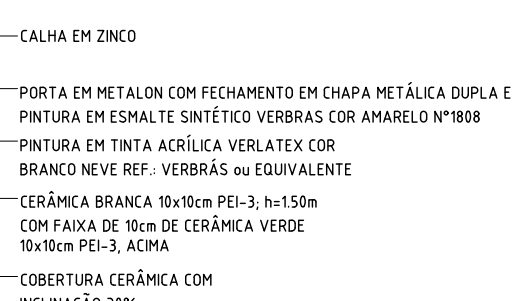 CALHA EM ZINCO
PORTA EM METALON COM FECHAMENTO EM CHAPA METÁLICA DUPLA E
PINTURA EM ESMALTE SINTÉTICO VERBRAS COR AMARELO N°1808
PINTURA EM TINTA ACRÍLICA VERLATEX COR
BRANCO NEVE REF.: VERBRÁS ou EQUIVALENTE
CERÂMICA BRANCA 10x10cm PEI-3; h=1.50m
COM FAIXA DE 10cm DE CERÂMICA VERDE
10x10cm PEI-3, ACIMA
COBERTURA CERÂMICA COM
INCLINAÇÃO